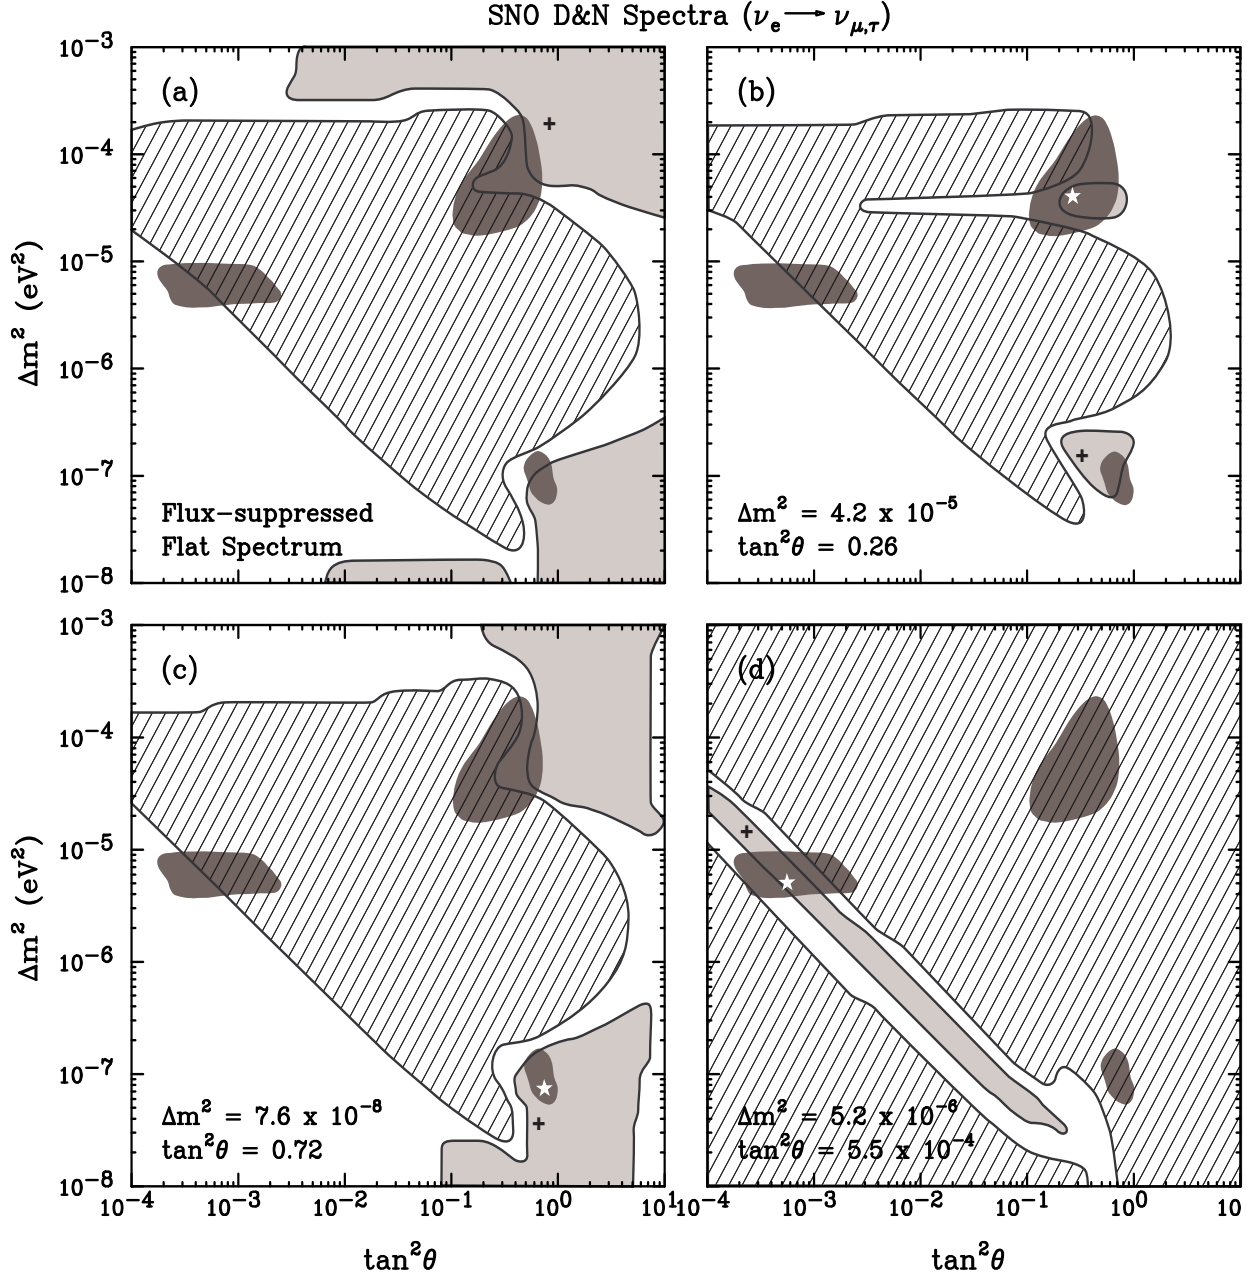 SNO D&N Spectra (νₑ ⟶ ν_μ,τ)
(a)
(b)
10⁻³
10⁻⁴
10⁻⁵
10⁻⁶
10⁻⁷
10⁻⁸
Δm² (eV²)
Flux-suppressed
Flat Spectrum
Δm² = 4.2 x 10⁻⁵
tan²θ = 0.26
(c)
(d)
10⁻³
10⁻⁴
10⁻⁵
10⁻⁶
10⁻⁷
10⁻⁸
Δm² (eV²)
Δm² = 7.6 x 10⁻⁸
tan²θ = 0.72
Δm² = 5.2 x 10⁻⁶
tan²θ = 5.5 x 10⁻⁴
10⁻⁴ 10⁻³ 10⁻² 10⁻¹ 10⁰ 10¹
10⁻⁴ 10⁻³ 10⁻² 10⁻¹ 10⁰ 10
tan²θ
tan²θ